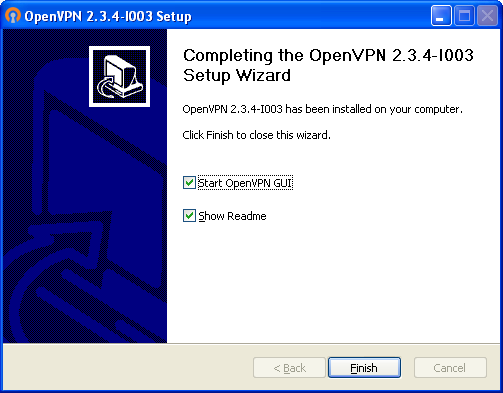 OpenVPN 2.3.4-I003 Setup
Completing the OpenVPN 2.3.4-I003
Setup Wizard
OpenVPN 2.3.4-I003 has been installed on your computer.
Click Finish to close this wizard.
Start OpenVPN GUI
Show Readme
< Back
Finish
Cancel